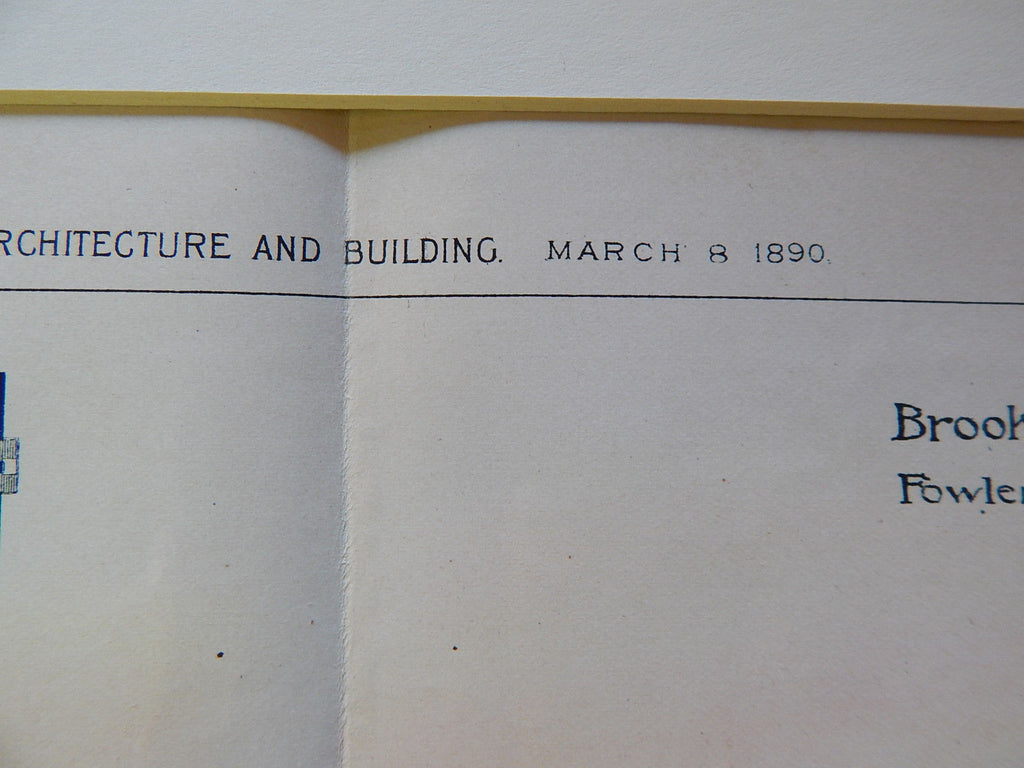 RCHITECTURE AND BUILDING. MARCH 8 1890.
Brook
Fowler